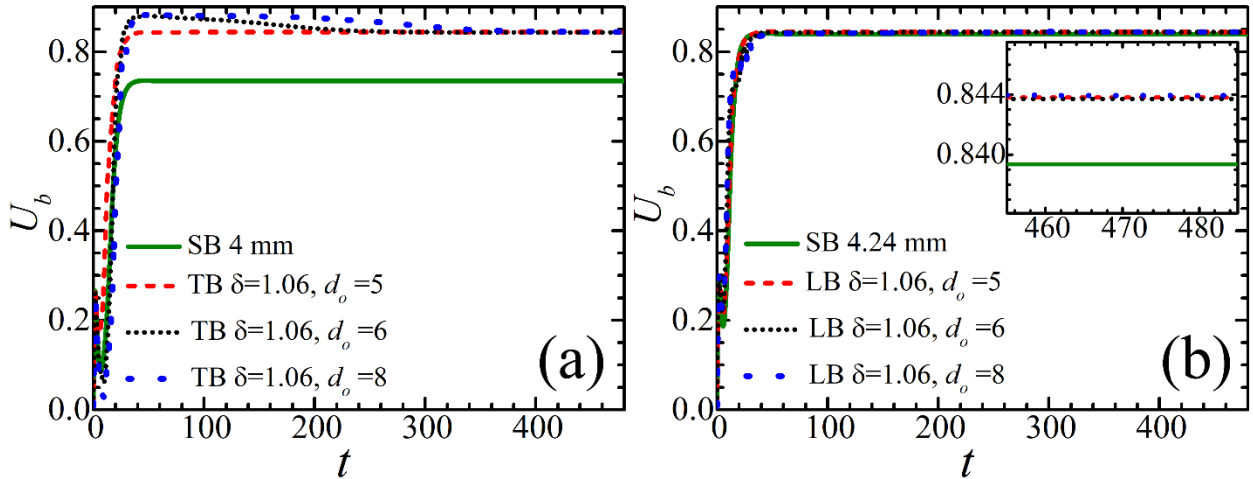 0.8
0.6
0.4
0.2
0.0
U_b
SB 4 mm
TB δ=1.06, d_o =5
TB δ=1.06, d_o =6
TB δ=1.06, d_o =8
(a)
0 100 200 300 400
t
0.8
0.6
0.4
0.2
0.0
U_b
0.844
0.840
460 470 480
SB 4.24 mm
LB δ=1.06, d_o =5
LB δ=1.06, d_o =6
LB δ=1.06, d_o =8
(b)
0 100 200 300 400
t